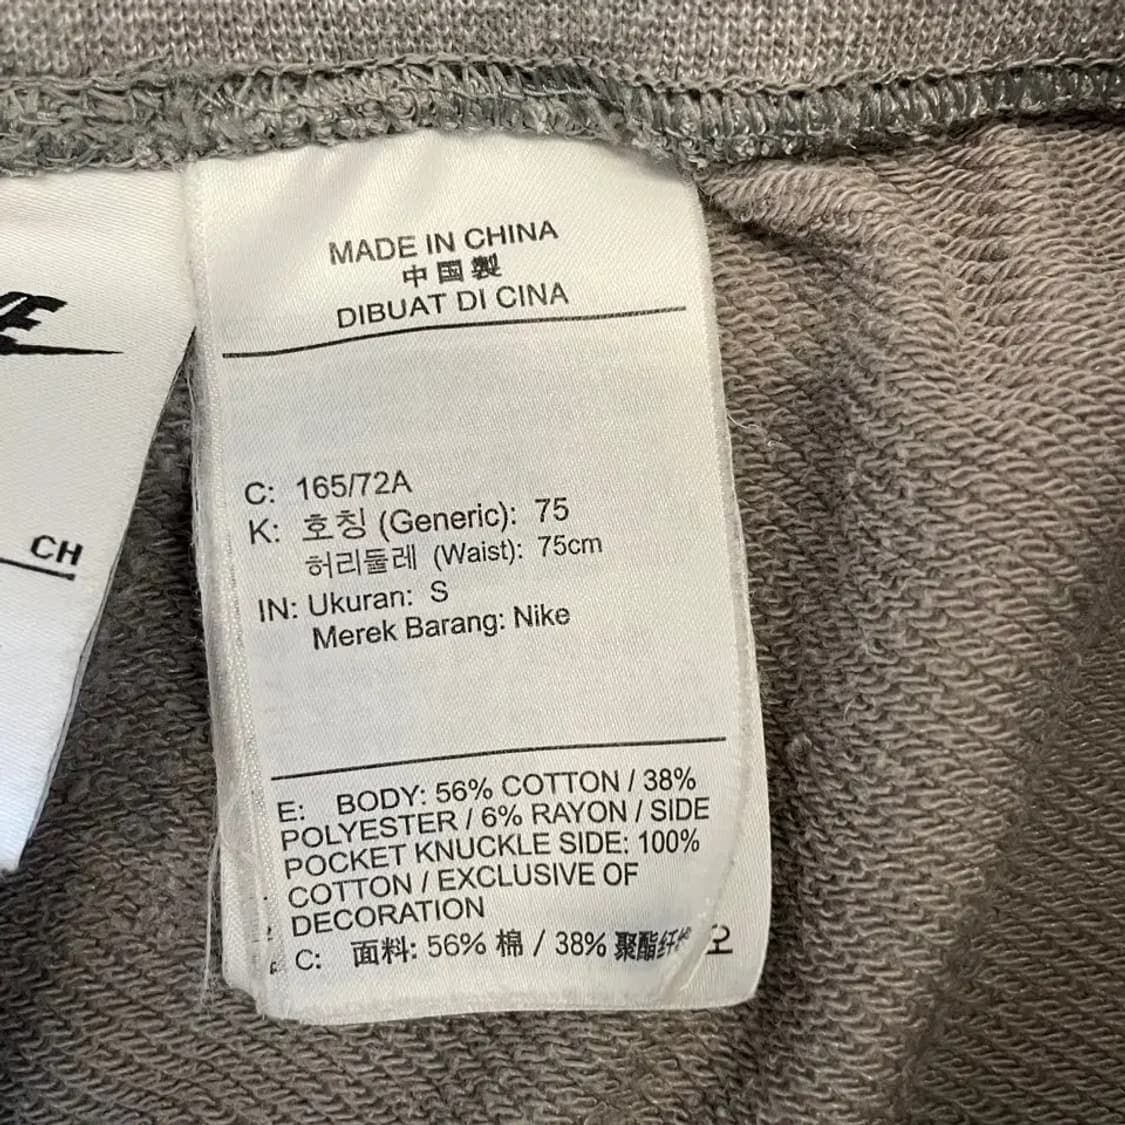 CH
MADE IN CHINA
中国製
DIBUAT DI CINA
C: 165/72A
K: 호칭 (Generic): 75
허리둘레 (Waist): 75cm
IN: Ukuran: S
Merek Barang: Nike
E: BODY: 56% COTTON / 38%
POLYESTER / 6% RAYON / SIDE
POCKET KNUCKLE SIDE: 100%
COTTON / EXCLUSIVE OF
DECORATION
C: 面料: 56% 棉 / 38% 聚酯纤